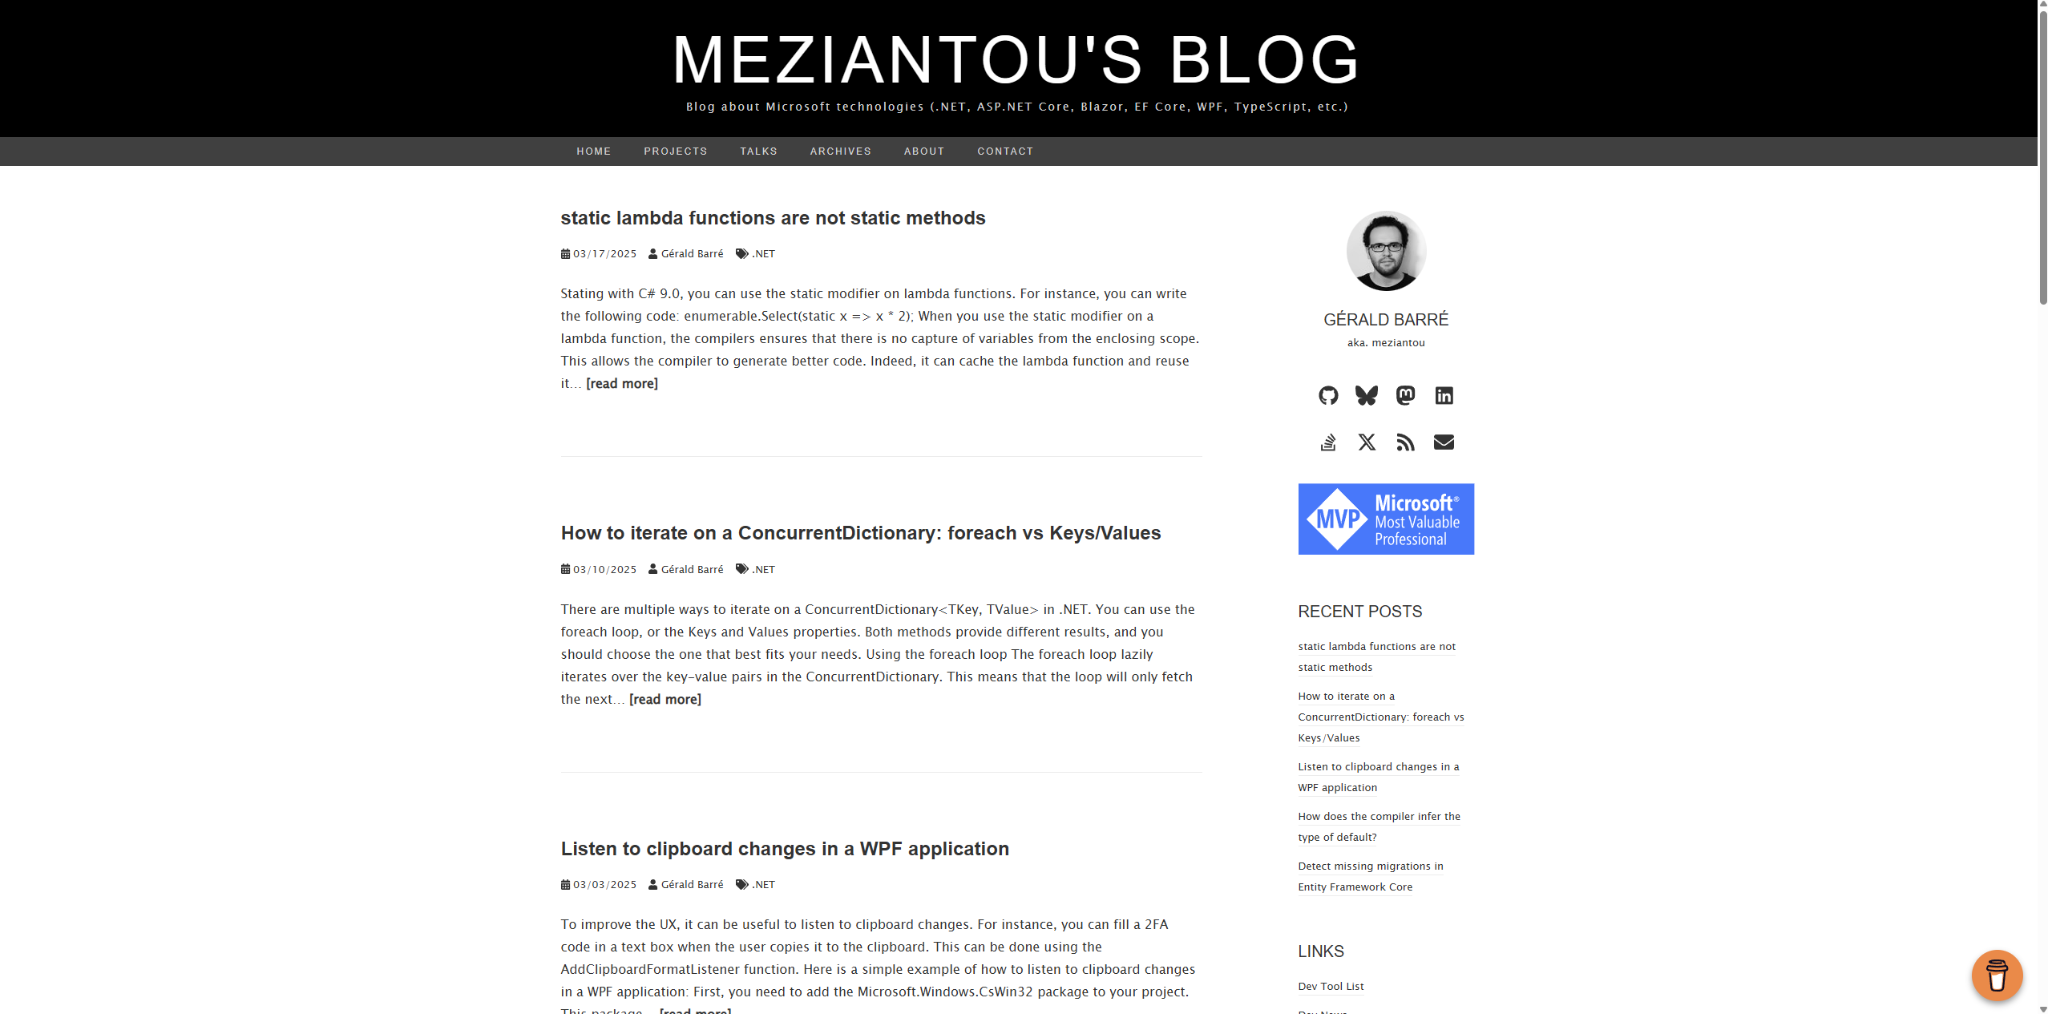 MEZIANTOU'S BLOG
Blog about Microsoft technologies (.NET, ASP.NET Core, Blazor, EF Core, WPF, TypeScript, etc.)
HOME PROJECTS TALKS ARCHIVES ABOUT CONTACT
static lambda functions are not static methods
03/17/2025 Gérald Barré .NET
Stating with C# 9.0, you can use the static modifier on lambda functions. For instance, you can write
the following code: enumerable.Select(static x => x * 2); When you use the static modifier on a
lambda function, the compilers ensures that there is no capture of variables from the enclosing scope.
This allows the compiler to generate better code. Indeed, it can cache the lambda function and reuse
it... [read more]
How to iterate on a ConcurrentDictionary: foreach vs Keys/Values
03/10/2025 Gérald Barré .NET
There are multiple ways to iterate on a ConcurrentDictionary<TKey, TValue> in .NET. You can use the
foreach loop, or the Keys and Values properties. Both methods provide different results, and you
should choose the one that best fits your needs. Using the foreach loop The foreach loop lazily
iterates over the key-value pairs in the ConcurrentDictionary. This means that the loop will only fetch
the next... [read more]
Listen to clipboard changes in a WPF application
03/03/2025 Gérald Barré .NET
To improve the UX, it can be useful to listen to clipboard changes. For instance, you can fill a 2FA
code in a text box when the user copies it to the clipboard. This can be done using the
AddClipboardFormatListener function. Here is a simple example of how to listen to clipboard changes
in a WPF application: First, you need to add the Microsoft.Windows.CsWin32 package to your project.
This package... [read more]
GÉRALD BARRÉ
aka. meziantou
MVP
Microsoft®
Most Valuable
Professional
RECENT POSTS
static lambda functions are not
static methods
How to iterate on a
ConcurrentDictionary: foreach vs
Keys/Values
Listen to clipboard changes in a
WPF application
How does the compiler infer the
type of default?
Detect missing migrations in
Entity Framework Core
LINKS
Dev Tool List
Dev News